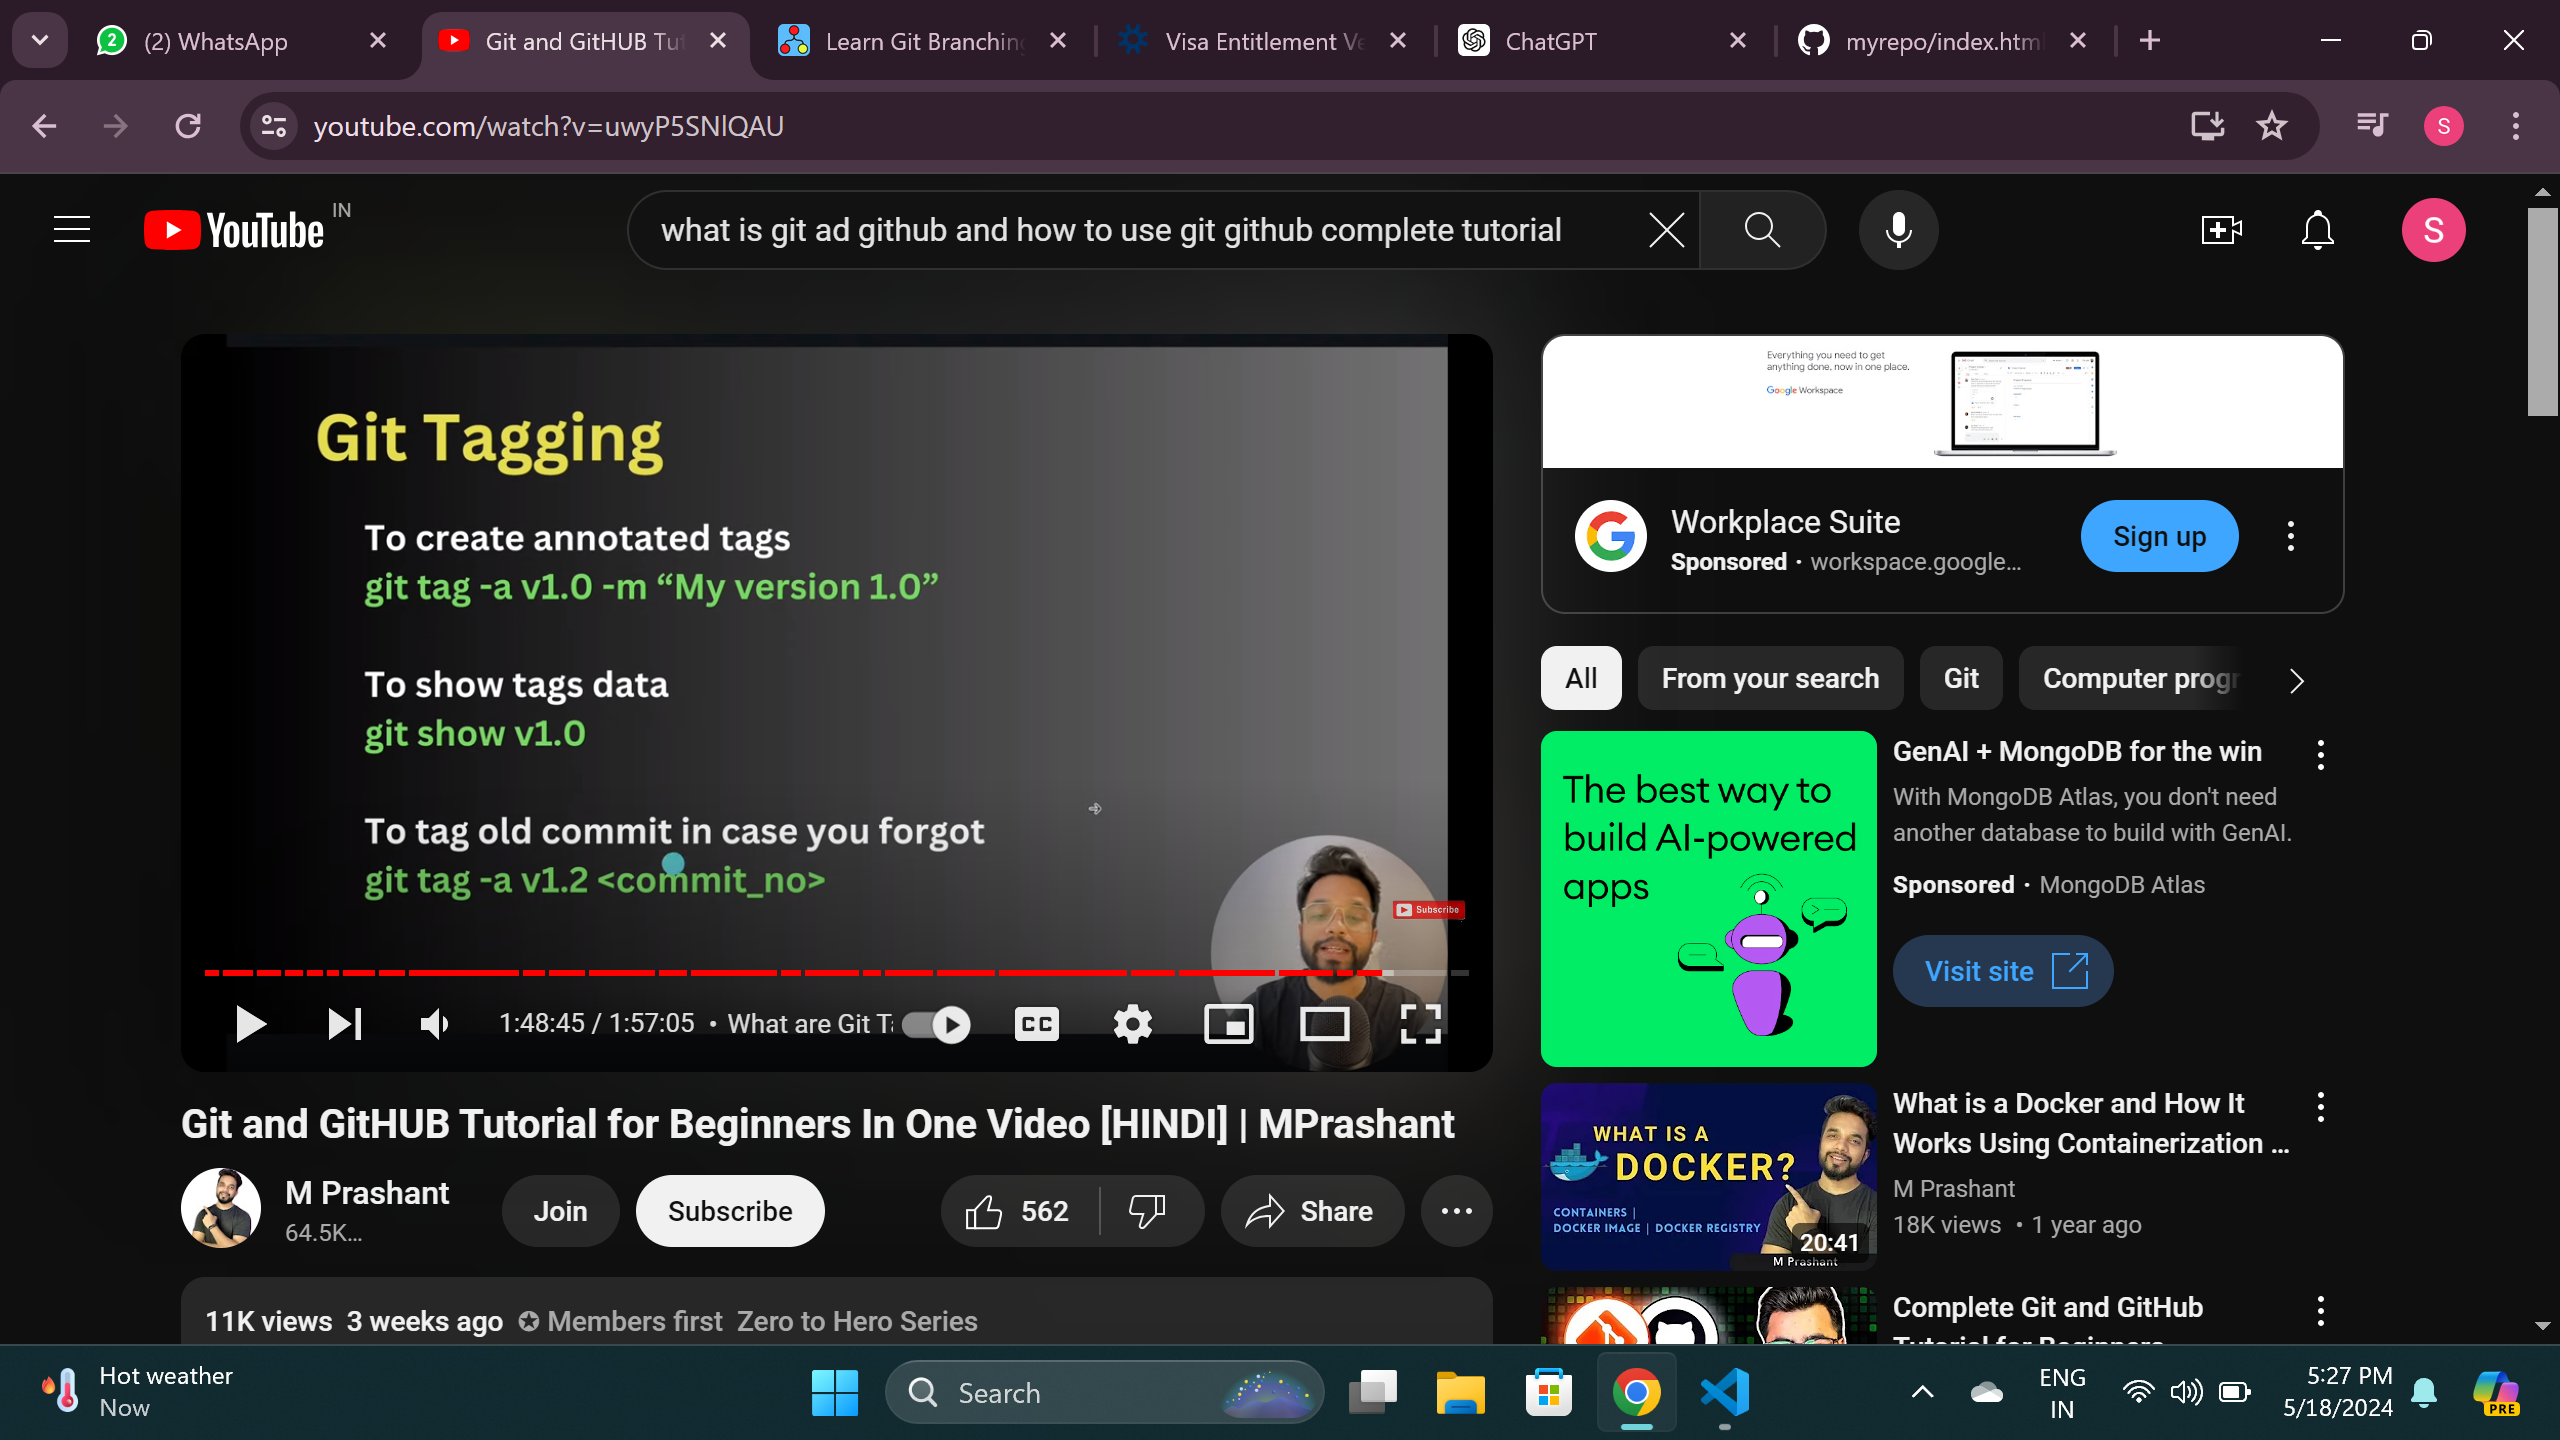 (2) WhatsApp
Git and GitHUB Tut
Learn Git Branching
Visa Entitlement Ve
ChatGPT
myrepo/index.html
youtube.com/watch?v=uwyP5SNlQAU
S
YouTube IN
what is git ad github and how to use git github complete tutorial
S
Git Tagging
To create annotated tags
git tag -a v1.0 -m “My version 1.0”
To show tags data
git show v1.0
To tag old commit in case you forgot
git tag -a v1.2 <commit_no>
Subscribe
1:48:45 / 1:57:05 • What are Git Ta
CC
Git and GitHUB Tutorial for Beginners In One Video [HINDI] | MPrashant
M Prashant
64.5K...
Join
Subscribe
562
Share
11K views 3 weeks ago Members first Zero to Hero Series
Everything you need to get
anything done, now in one place.
Google Workspace
Workplace Suite
Sponsored • workspace.google...
Sign up
All
From your search
Git
Computer progr
The best way to
build AI-powered
apps
GenAI + MongoDB for the win
With MongoDB Atlas, you don't need
another database to build with GenAI.
Sponsored • MongoDB Atlas
Visit site
WHAT IS A
DOCKER?
CONTAINERS |
DOCKER IMAGE | DOCKER REGISTRY
20:41
M Prashant
What is a Docker and How It
Works Using Containerization ...
M Prashant
18K views • 1 year ago
Complete Git and GitHub
Tutorial for Beginners
Hot weather
Now
Search
ENG
IN
5:27 PM
5/18/2024
PRE